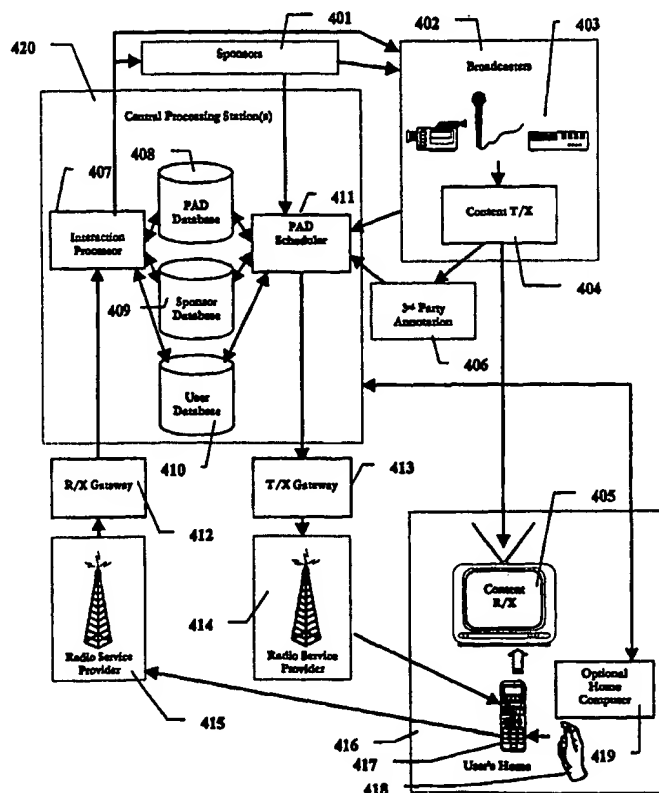 401
402
403
420
Sponsors
Broadcasters
Central Processing Station(s)
408
407
411
PAD
Database
PAD
Scheduler
Interaction
Processor
Content T/X
404
409
Sponsor
Database
3rd Party
Annotation
406
User
Database
410
413
R/X Gateway
T/X Gateway
405
412
Content
R/X
414
Radio Service
Provider
Radio Service
Provider
Optional
Home
Composer
415
416
419
417
User's Home
418